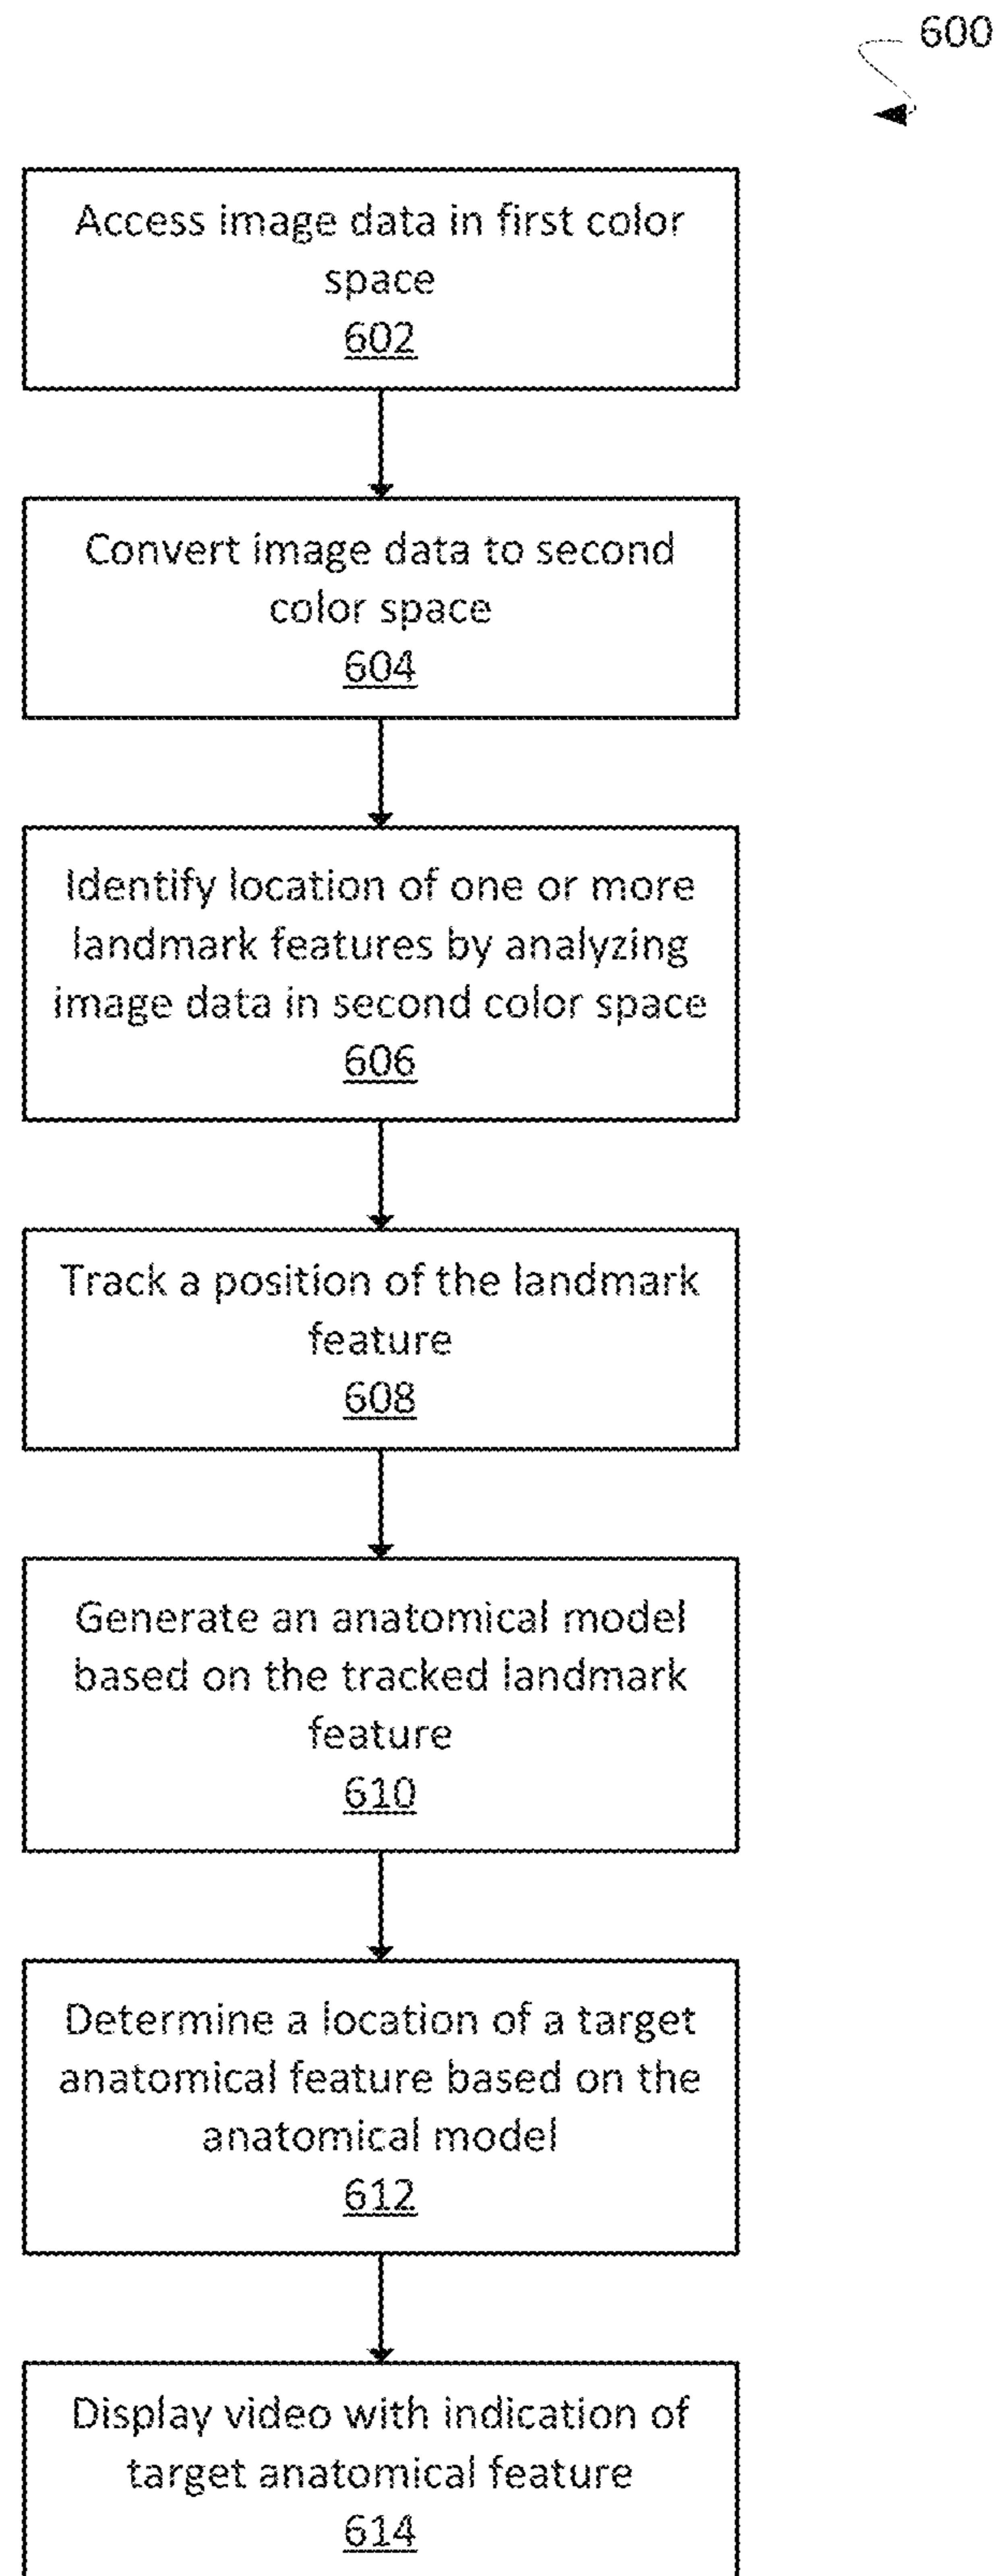 600
Access image data in first color
space
602
Convert image data to second
color space
604
Identify location of one or more
landmark features by analyzing
image data in second color space
606
Track a position of the landmark
feature
608
Generate an anatomical model
based on the tracked landmark
feature
610
Determine a location of a target
anatomical feature based on the
anatomical model
612
Display video with indication of
target anatomical feature
614